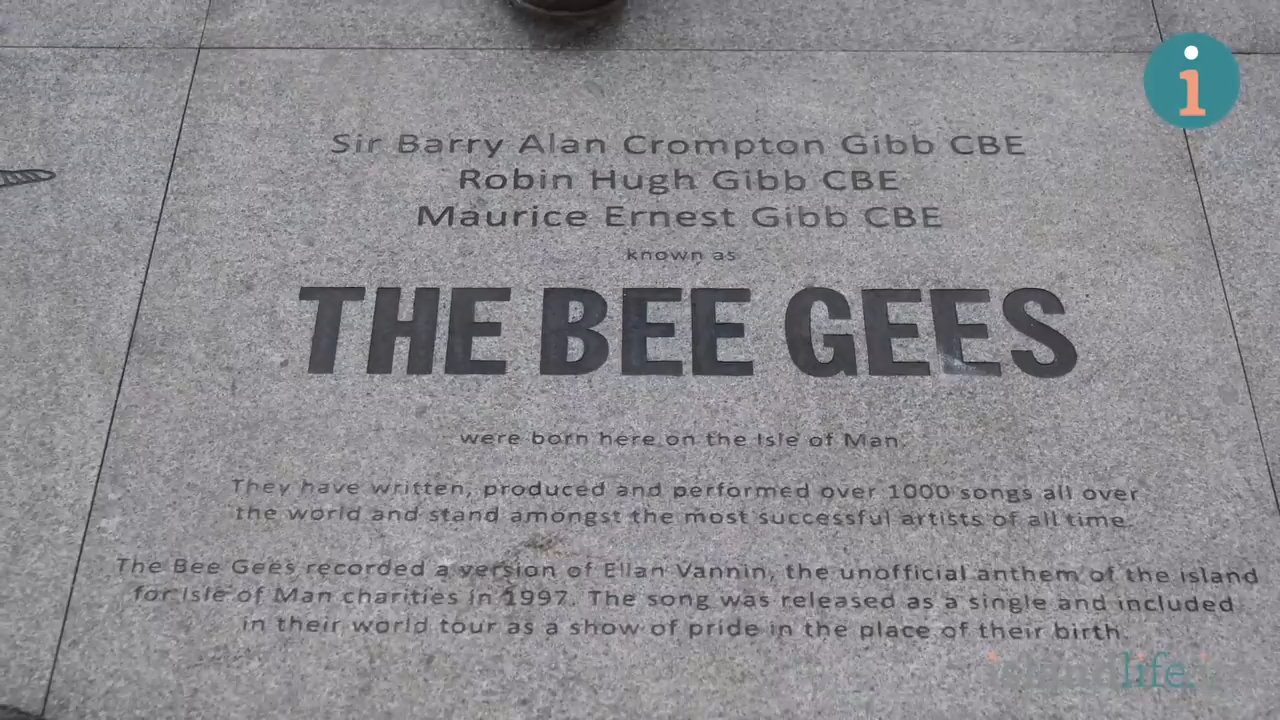 i
Sir Barry Alan Crompton Gibb CBE
Robin Hugh Gibb CBE
Maurice Ernest Gibb CBE
known as
THE BEE GEES
were born here on the Isle of Man.
They have written, produced and performed over 1000 songs all over
the world and stand amongst the most successful artists of all time.
The Bee Gees recorded a version of Ellan Vannin, the unofficial anthem of the island
for Isle of Man charities in 1997. The song was released as a single and included
in their world tour as a show of pride in the place of their birth.
islandlife.